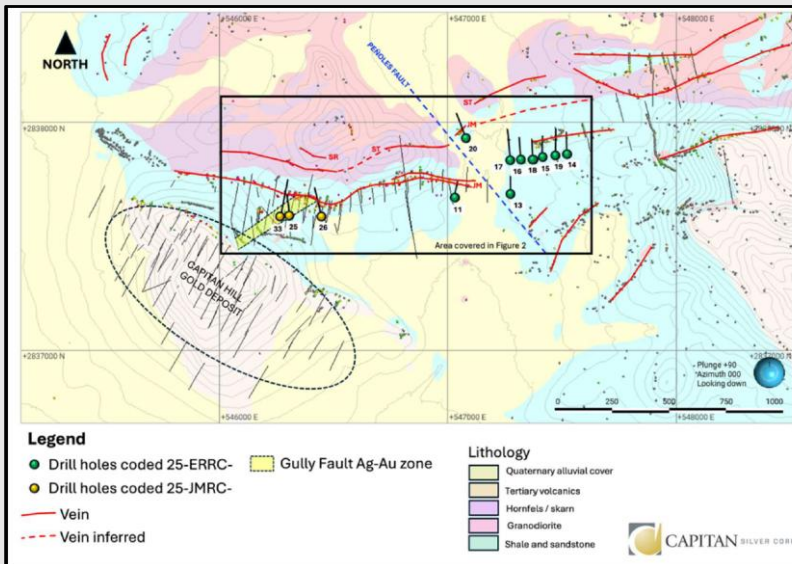 +546000 E
+547000 E
+548000 E
NORTH
PEÑOLES FAULT
ST
+2838000 N
JM
+2838000 N
20
SR
ST
17
16
18
15
19
14
JM
11
13
33
25
26
Area covered in Figure 2
CAPITAN HILL
GOLD DEPOSIT
+2837000 N
Plunge +90
Azimuth 000
Looking down
0
250
500
750
1000
+546000 E
+547000 E
+548000 E
Legend
Drill holes coded 25-ERRC-
Gully Fault Ag-Au zone
Drill holes coded 25-JMRC-
Vein
Vein inferred
Lithology
Quaternary alluvial cover
Tertiary volcanics
Hornfels / skarn
Granodiorite
Shale and sandstone
CAPITAN SILVER CORP